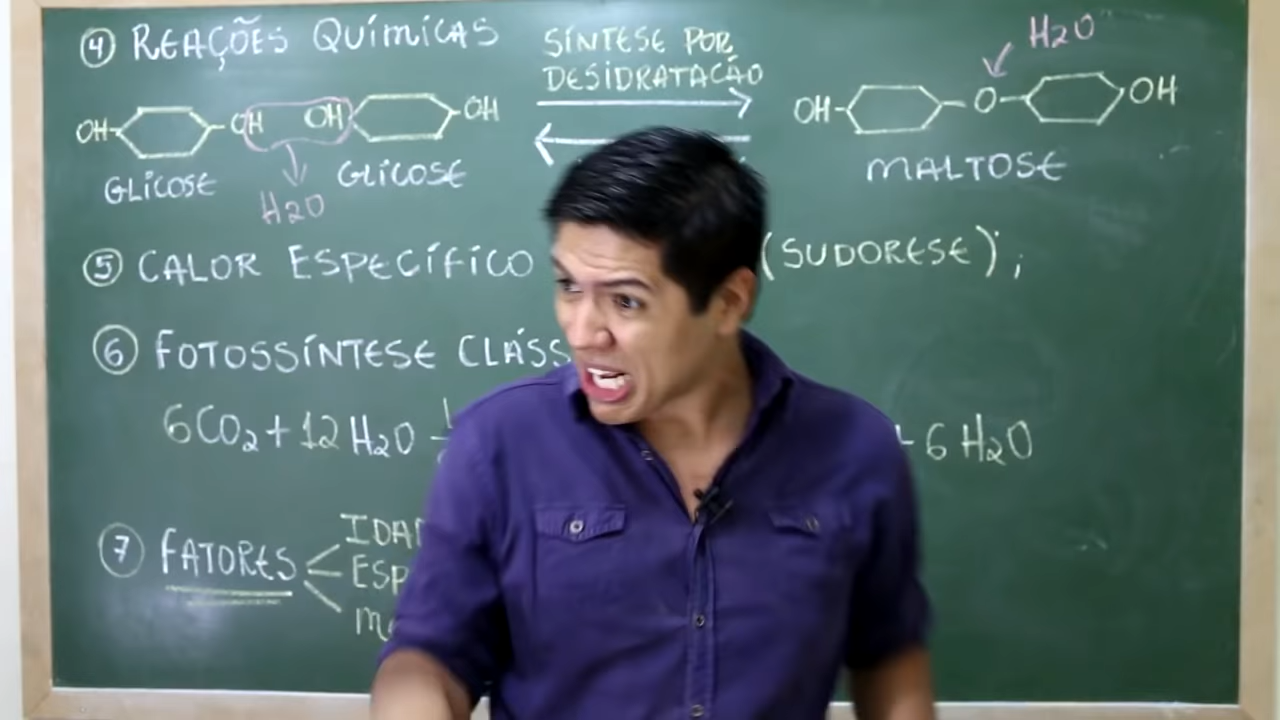 4 REAÇÕES QUÍMICAS
SÍNTESE POR
DESIDRATAÇÃO
H2O
OH OH OH OH
OH O OH
GLICOSE GLICOSE
MALTOSE
H2O
5 CALOR ESPECÍFICO (SUDORESE);
6 FOTOSSÍNTESE CLÁSS
6CO₂ + 12 H₂O + 6 H₂O
7 FATORES
IDAD
ESP